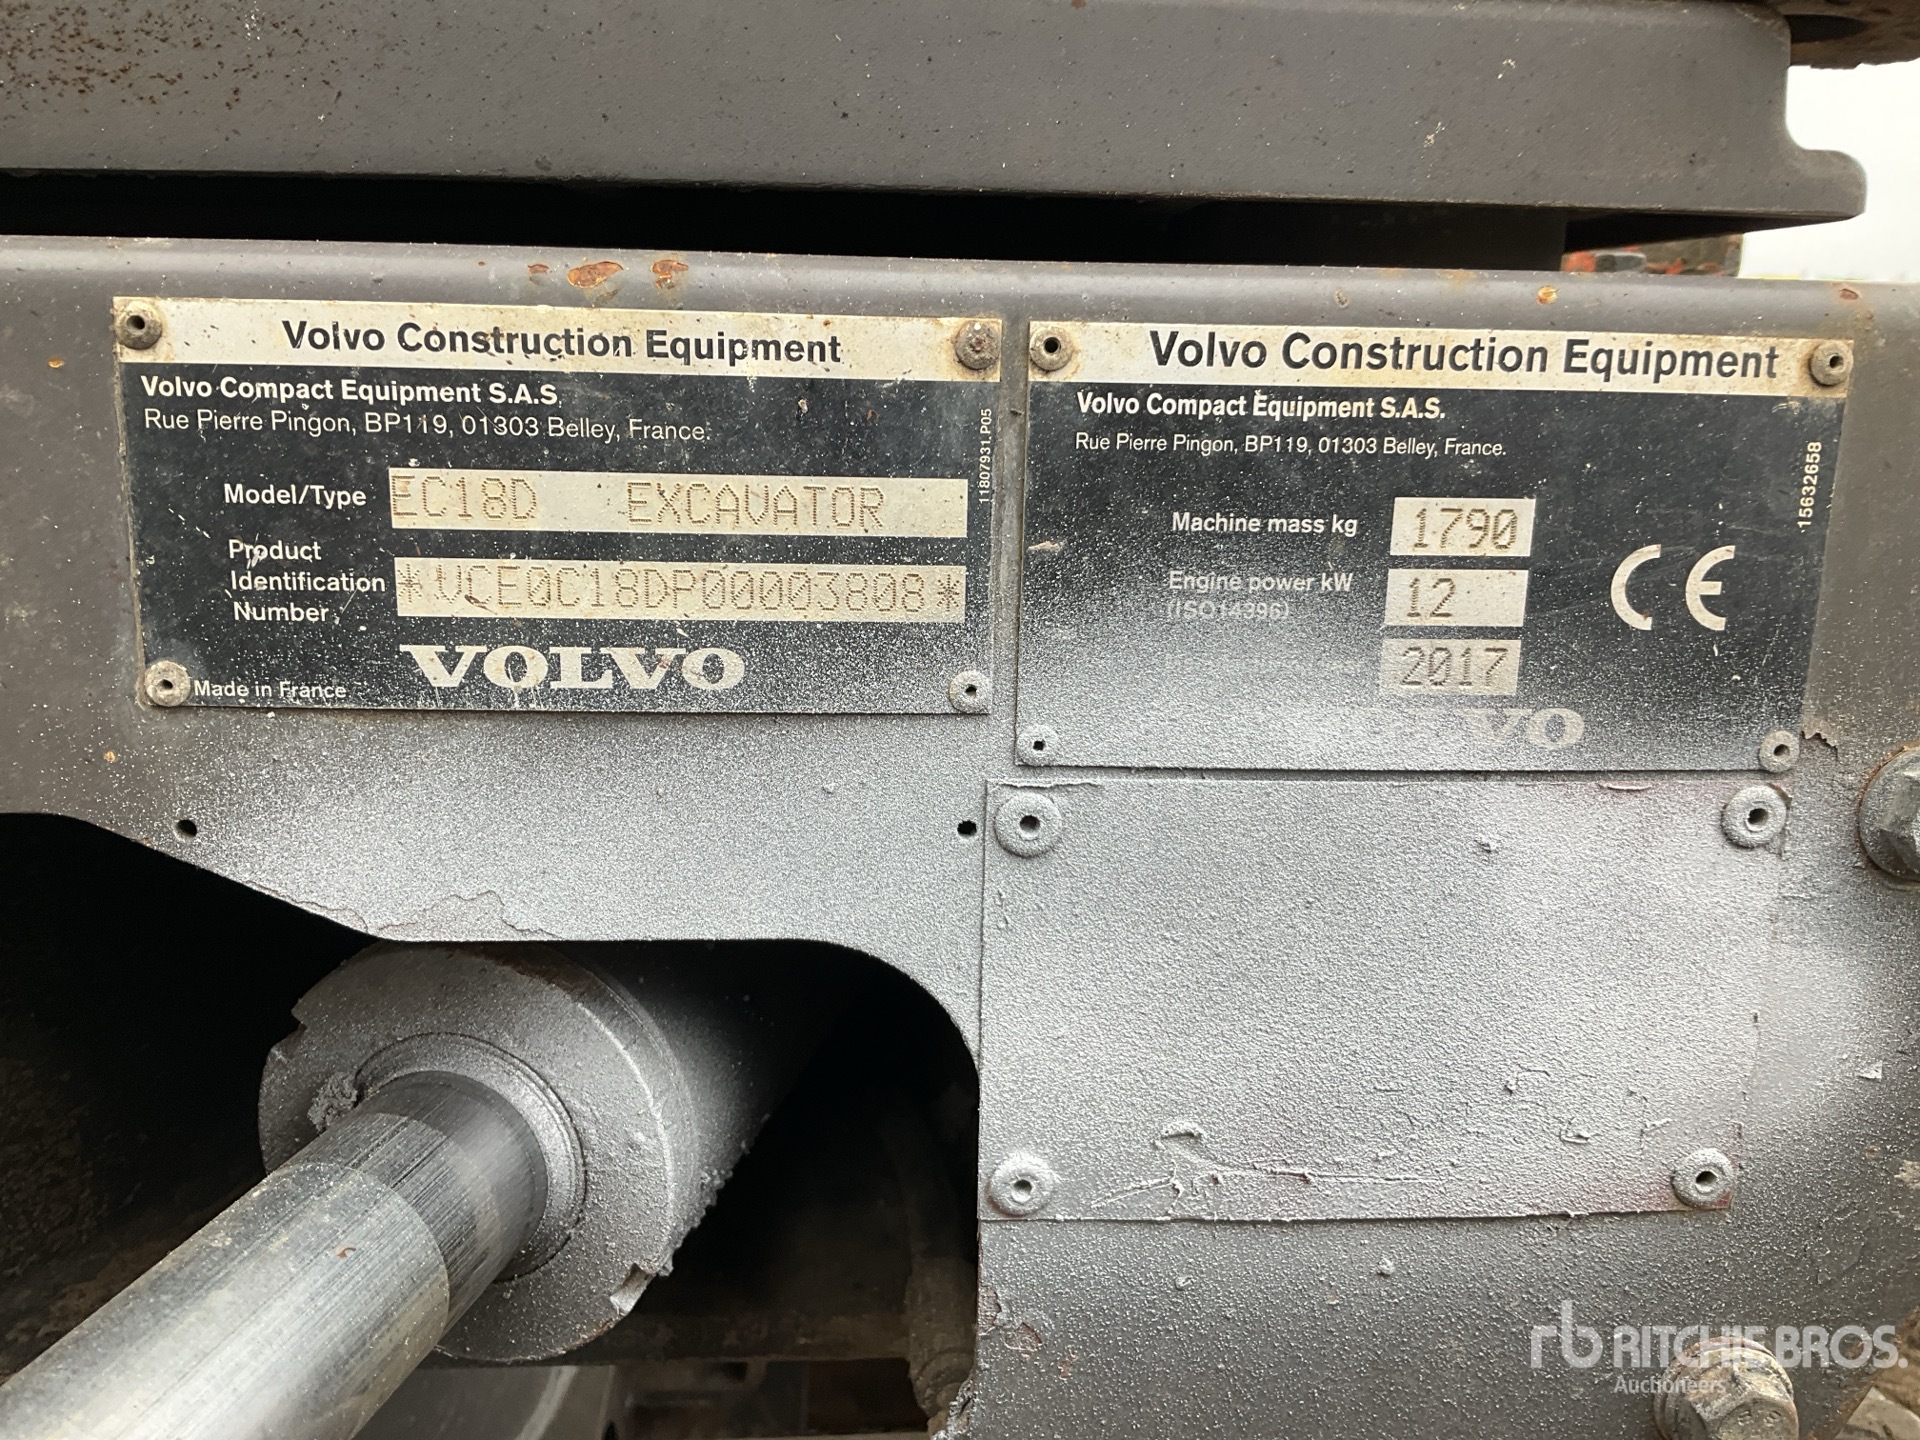 Volvo Construction Equipment
Volvo Compact Equipment S.A.S.
Rue Pierre Pingon, BP119, 01303 Belley, France.
11807931.P05
Model/Type EC18D EXCAVATOR
Product
Identification
Number
*VCE0C18DP00003808*
VOLVO
Made in France
Volvo Construction Equipment
Volvo Compact Equipment S.A.S.
Rue Pierre Pingon, BP119, 01303 Belley, France.
15632658
Machine mass kg 1790
Engine power kW 12
(ISO14396)
2017
CE
VOLVO
rb RITCHIE BROS.
Auctioneers